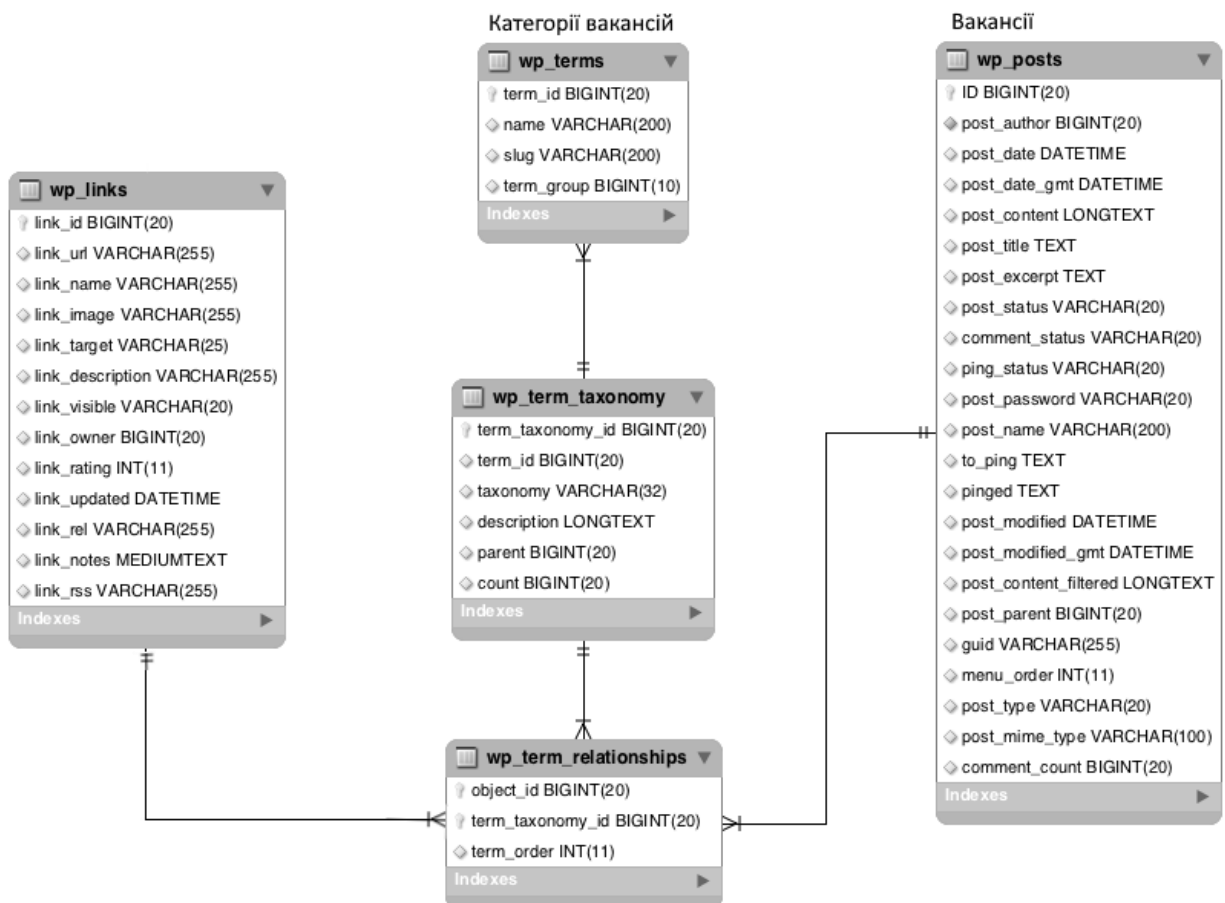 Категорії вакансій
wp_terms
term_id BIGINT(20)
name VARCHAR(200)
slug VARCHAR(200)
term_group BIGINT(10)
Indexes
Вакансії
wp_posts
ID BIGINT(20)
post_author BIGINT(20)
post_date DATETIME
post_date_gmt DATETIME
post_content LONGTEXT
post_title TEXT
post_excerpt TEXT
post_status VARCHAR(20)
comment_status VARCHAR(20)
ping_status VARCHAR(20)
post_password VARCHAR(20)
post_name VARCHAR(200)
to_ping TEXT
pinged TEXT
post_modified DATETIME
post_modified_gmt DATETIME
post_content_filtered LONGTEXT
post_parent BIGINT(20)
guid VARCHAR(255)
menu_order INT(11)
post_type VARCHAR(20)
post_mime_type VARCHAR(100)
comment_count BIGINT(20)
Indexes
wp_links
link_id BIGINT(20)
link_url VARCHAR(255)
link_name VARCHAR(255)
link_image VARCHAR(255)
link_target VARCHAR(25)
link_description VARCHAR(255)
link_visible VARCHAR(20)
link_owner BIGINT(20)
link_rating INT(11)
link_updated DATETIME
link_rel VARCHAR(255)
link_notes MEDIUMTEXT
link_rss VARCHAR(255)
Indexes
wp_term_taxonomy
term_taxonomy_id BIGINT(20)
term_id BIGINT(20)
taxonomy VARCHAR(32)
description LONGTEXT
parent BIGINT(20)
count BIGINT(20)
Indexes
wp_term_relationships
object_id BIGINT(20)
term_taxonomy_id BIGINT(20)
term_order INT(11)
Indexes